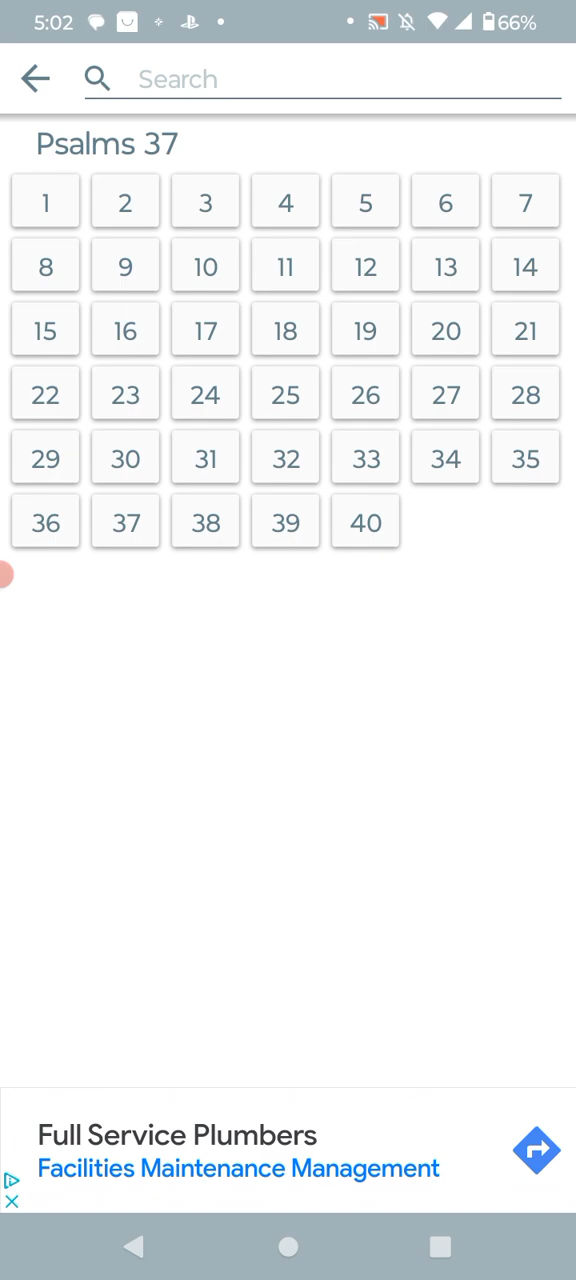 5:02
66%
Search
Psalms 37
1 2 3 4 5 6 7
8 9 10 11 12 13 14
15 16 17 18 19 20 21
22 23 24 25 26 27 28
29 30 31 32 33 34 35
36 37 38 39 40
Full Service Plumbers
Facilities Maintenance Management